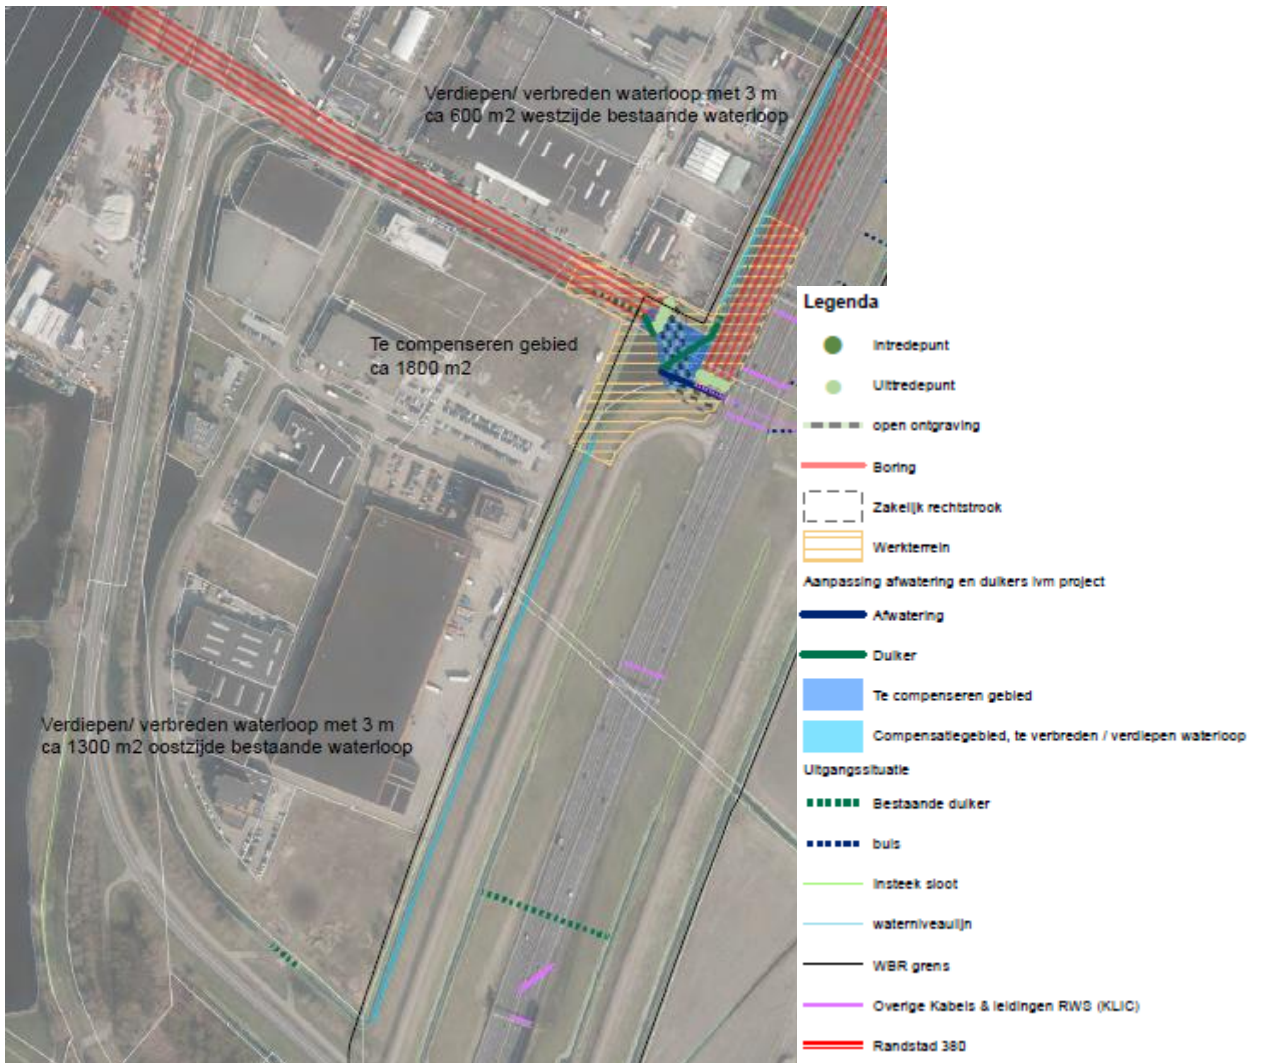 Verdiepen/ verbreden waterloop met 3 m
ca 600 m2 westzijde bestaande waterloop
Te compenseren gebied
ca 1800 m2
Verdiepen/ verbreden waterloop met 3 m
ca 1300 m2 oostzijde bestaande waterloop
Legenda
Intredepunt
Uittredepunt
open ontgraving
Boring
Zakelijk rechtstrook
Werkterrein
Aanpassing afwatering en duikers ivm project
Afwatering
Duiker
Te compenseren gebied
Compensatiegebied, te verbreden / verdiepen waterloop
Uitgangssituatie
Bestaande duiker
buis
Insteek sloot
waterniveaulijn
WBR grens
Overige Kabels & leidingen RWS (KLIC)
Randstad 380